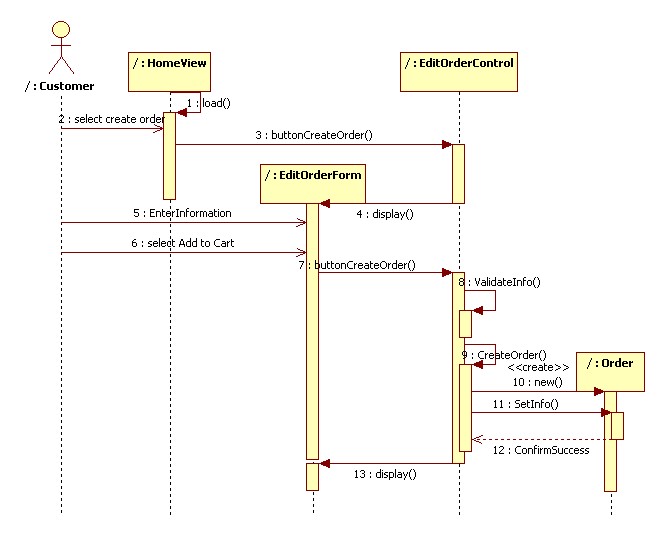 / : Customer
/ : HomeView
/ : EditOrderControl
1 : load()
2 : select create order
3 : buttonCreateOrder()
/ : EditOrderForm
4 : display()
5 : EnterInformation
6 : select Add to Cart
7 : buttonCreateOrder()
8 : ValidateInfo()
9 : CreateOrder()
/ : Order
<<create>>
10 : new()
11 : SetInfo()
12 : ConfirmSuccess
13 : display()